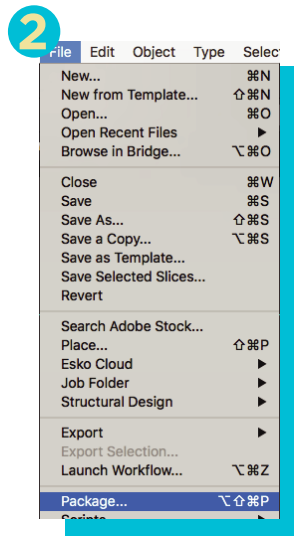 2
File Edit Object Type Selec
New... ⌘N
New from Template... ⇧⌘N
Open... ⌘O
Open Recent Files ▶
Browse in Bridge... ⌥⌘O
Close ⌘W
Save ⌘S
Save As... ⇧⌘S
Save a Copy... ⌥⌘S
Save as Template...
Save Selected Slices...
Revert
Search Adobe Stock...
Place... ⇧⌘P
Esko Cloud ▶
Job Folder ▶
Structural Design ▶
Export ▶
Export Selection...
Launch Workflow... ⌥⌘Z
Package... ⌥⇧⌘P
Scripts